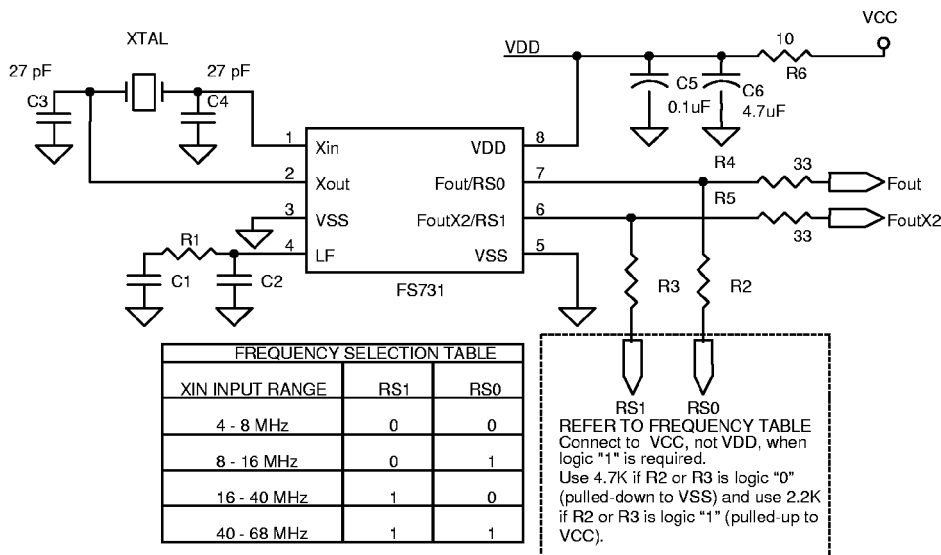 VCC
XTAL
10
VDD
R6
27 pF
27 pF
C3
C4
C5
C6
0.1uF
4.7uF
1
Xin
VDD
8
R4
33
2
Xout
Fout/RS0
7
Fout
R5
3
VSS
FoutX2/RS1
6
FoutX2
33
R1
4
LF
VSS
5
C1
C2
R3
R2
FS731
FREQUENCY SELECTION TABLE
XIN INPUT RANGE RS1 RS0
4 - 8 MHz 0 0
8 - 16 MHz 0 1
16 - 40 MHz 1 0
40 - 68 MHz 1 1
RS1 RS0
REFER TO FREQUENCY TABLE
Connect to VCC, not VDD, when
logic "1" is required.
Use 4.7K if R2 or R3 is logic “0”
(pulled-down to VSS) and use 2.2K
if R2 or R3 is logic “1” (pulled-up to
VCC).